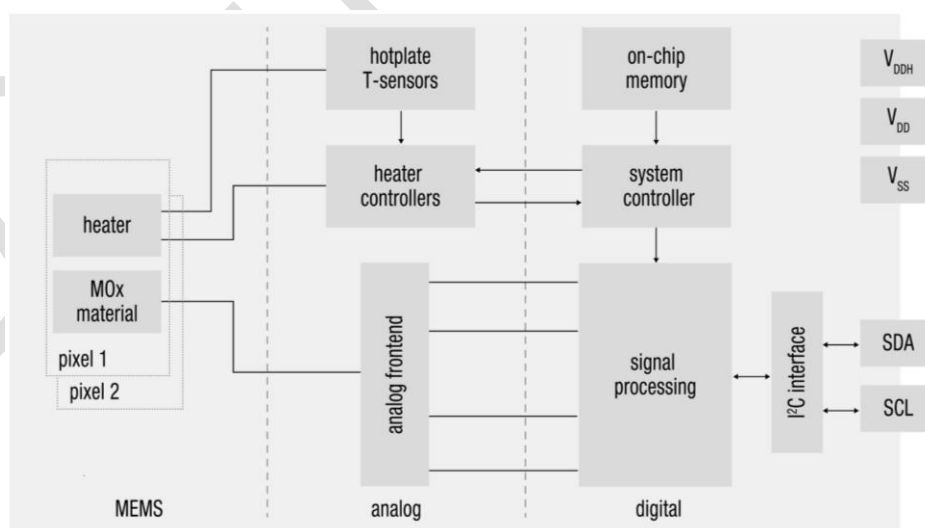 hotplate
T-sensors
on-chip
memory
V_DDH
V_DD
V_SS
heater
controllers
system
controller
heater
MOx
material
pixel 1
pixel 2
analog frontend
signal
processing
I²C interface
SDA
SCL
MEMS
analog
digital